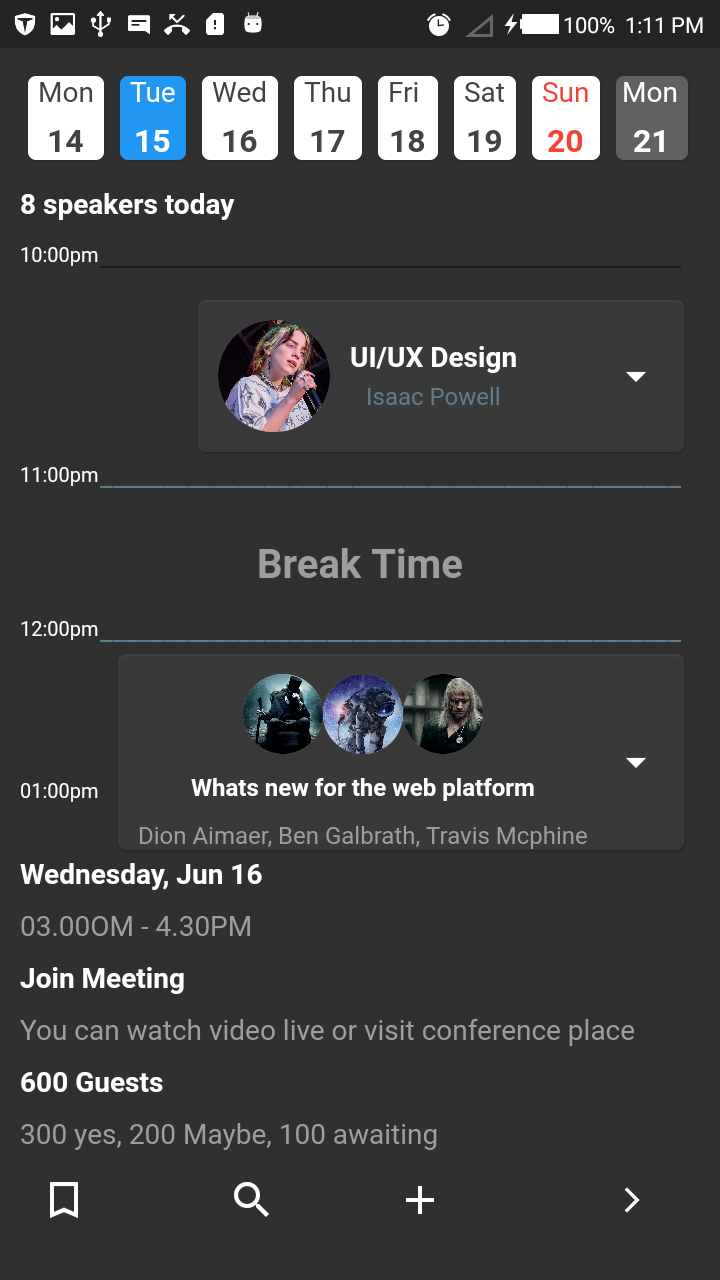 100% 1:11 PM
Mon Tue Wed Thu Fri Sat Sun Mon
14 15 16 17 18 19 20 21
8 speakers today
10:00pm
UI/UX Design
Isaac Powell
11:00pm
Break Time
12:00pm
Whats new for the web platform
01:00pm
Dion Aimaer, Ben Galbrath, Travis Mcphine
Wednesday, Jun 16
03.00OM - 4.30PM
Join Meeting
You can watch video live or visit conference place
600 Guests
300 yes, 200 Maybe, 100 awaiting